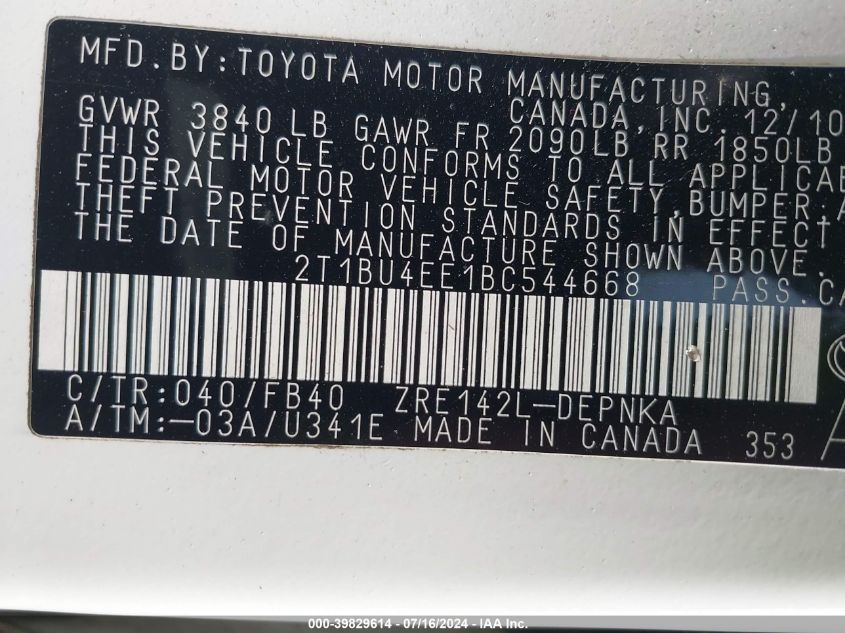 MFD.BY:TOYOTA MOTOR MANUFACTURING,
CANADA, INC. 12/10
GVWR 3840 LB GAWR FR 2090LB RR 1850LB
THIS VEHICLE CONFORMS TO ALL
FEDERAL MOTOR VEHICLE SAFETY, BUMPER,
THEFT PREVENTION STANDARDS IN EFFECT
THE DATE OF MANUFACTURE SHOWN ABOVE.
2T1BU4EE1BC544668 PASS.
C/TR:040/FB40 ZRE142L-DEPNKA
A/TM:-03A/U341E MADE IN CANADA 353
000-39829614 - 07/16/2024 - IAA Inc.